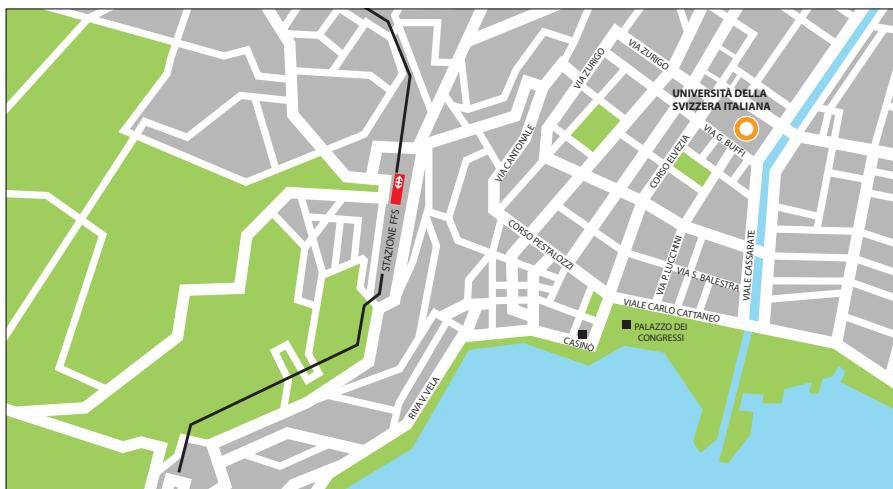 VIA ZURIGO
VIA ZURIGO
UNIVERSITÀ DELLA
SVIZZERA ITALIANA
VIA G. BUFFI
VIA CANTONALE
CORSO ELVEZIA
STAZIONE FFS
CORSO PESTALOZZI
VIA P. LUCCHINI
VIA S. BALESTRA
VIALE CASSARATE
VIALE CARLO CATTANEO
PALAZZO DEI
CONGRESSI
CASINÒ
RIVA V. VELA